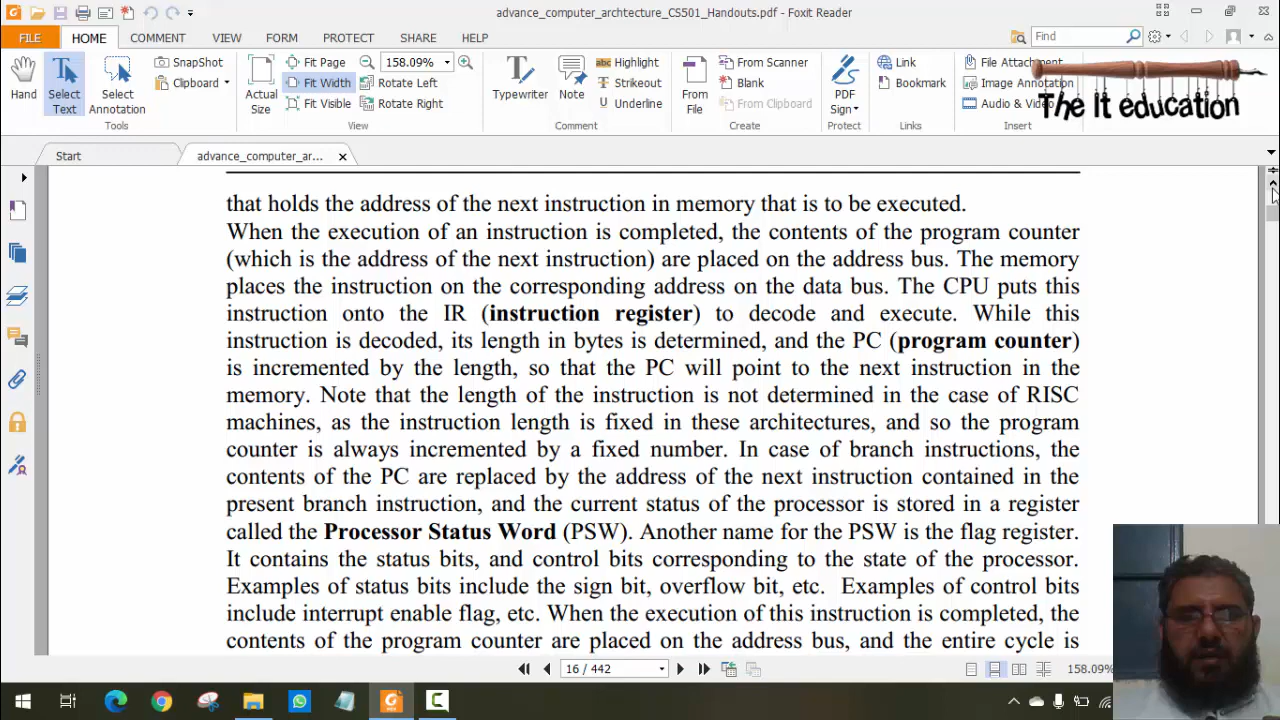 advance_computer_archtecture_CS501_Handouts.pdf - Foxit Reader
FILE HOME COMMENT VIEW FORM PROTECT SHARE HELP Find
Hand
Select Text
Select Annotation
SnapShot
Clipboard
Tools
Actual Size
Fit Page
Fit Width
Fit Visible
158.09%
Rotate Left
Rotate Right
View
Typewriter
Note
Highlight
Strikeout
Underline
Comment
From File
From Scanner
Blank
From Clipboard
Create
PDF Sign
Protect
Link
Bookmark
Links
File Attachment
Image Annotation
Audio & Video
Insert
The It education
Start advance_computer_ar...
that holds the address of the next instruction in memory that is to be executed.
When the execution of an instruction is completed, the contents of the program counter
(which is the address of the next instruction) are placed on the address bus. The memory
places the instruction on the corresponding address on the data bus. The CPU puts this
instruction onto the IR (instruction register) to decode and execute. While this
instruction is decoded, its length in bytes is determined, and the PC (program counter)
is incremented by the length, so that the PC will point to the next instruction in the
memory. Note that the length of the instruction is not determined in the case of RISC
machines, as the instruction length is fixed in these architectures, and so the program
counter is always incremented by a fixed number. In case of branch instructions, the
contents of the PC are replaced by the address of the next instruction contained in the
present branch instruction, and the current status of the processor is stored in a register
called the Processor Status Word (PSW). Another name for the PSW is the flag register.
It contains the status bits, and control bits corresponding to the state of the processor.
Examples of status bits include the sign bit, overflow bit, etc. Examples of control bits
include interrupt enable flag, etc. When the execution of this instruction is completed, the
contents of the program counter are placed on the address bus, and the entire cycle is
16 / 442 158.09%